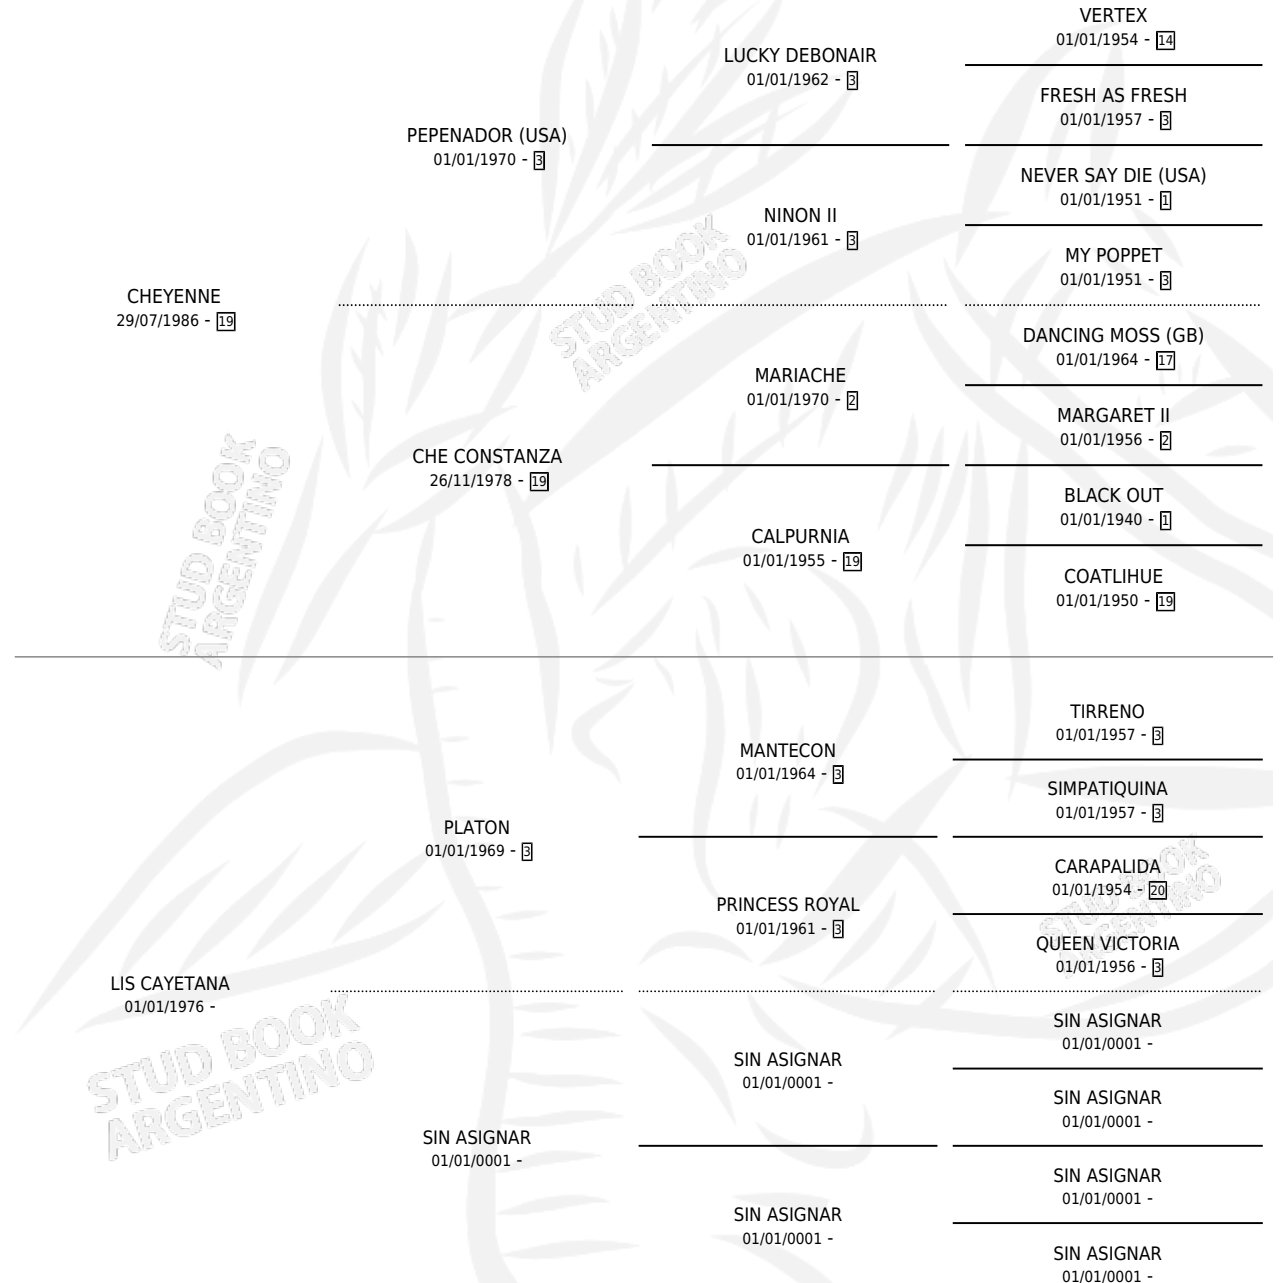 VERTEX
01/01/1954 - 14
LUCKY DEBONAIR
01/01/1962 - 3
FRESH AS FRESH
01/01/1957 - 3
PEPENADOR (USA)
01/01/1970 - 3
NEVER SAY DIE (USA)
01/01/1951 - 1
NINON II
01/01/1961 - 3
MY POPPET
01/01/1951 - 3
CHEYENNE
29/07/1986 - 19
STUD BOOK
ARGENTINO
DANCING MOSS (GB)
01/01/1964 - 17
MARIACHE
01/01/1970 - 2
MARGARET II
01/01/1956 - 2
CHE CONSTANZA
26/11/1978 - 19
BLACK OUT
01/01/1940 - 1
CALPURNIA
01/01/1955 - 19
COATLIHUE
01/01/1950 - 19
STUD BOOK
ARGENTINO
TIRRENO
01/01/1957 - 3
MANTECON
01/01/1964 - 3
SIMPATIQUINA
01/01/1957 - 3
PLATON
01/01/1969 - 3
CARAPALIDA
01/01/1954 - 20
PRINCESS ROYAL
01/01/1961 - 3
STUD BOOK
ARGENTINO
QUEEN VICTORIA
01/01/1956 - 3
LIS CAYETANA
01/01/1976 -
SIN ASIGNAR
01/01/0001 -
SIN ASIGNAR
01/01/0001 -
STUD BOOK
ARGENTINO
SIN ASIGNAR
01/01/0001 -
SIN ASIGNAR
01/01/0001 -
SIN ASIGNAR
01/01/0001 -
SIN ASIGNAR
01/01/0001 -
SIN ASIGNAR
01/01/0001 -